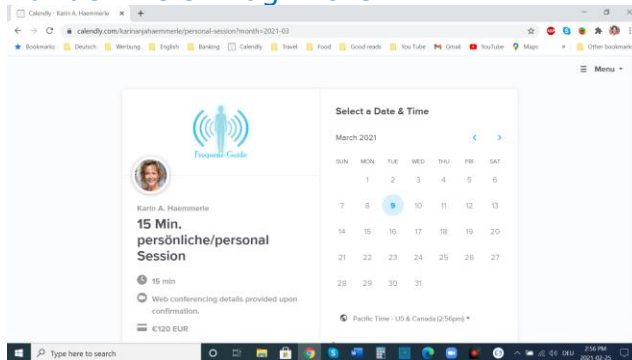 Calendly - Karin A. Haemmerle
calendly.com/karinanjahaemmerle/personal-session?month=2021-03
Bookmarks Deutsch Werbung English Banking Calendly Travel Food Good reads You Tube Gmail YouTube Maps Other bookmarks
Menu
Frequenz-Guide
Karin A. Haemmerle
15 Min.
persönliche/personal
Session
15 min
Web conferencing details provided upon
confirmation.
€120 EUR
Select a Date & Time
March 2021
SUN MON TUE WED THU FRI SAT
1 2 3 4 5 6
7 8 9 10 11 12 13
14 15 16 17 18 19 20
21 22 23 24 25 26 27
28 29 30 31
Pacific Time - US & Canada (2:56pm)
Type here to search
DEU
2:56 PM
2021-02-25